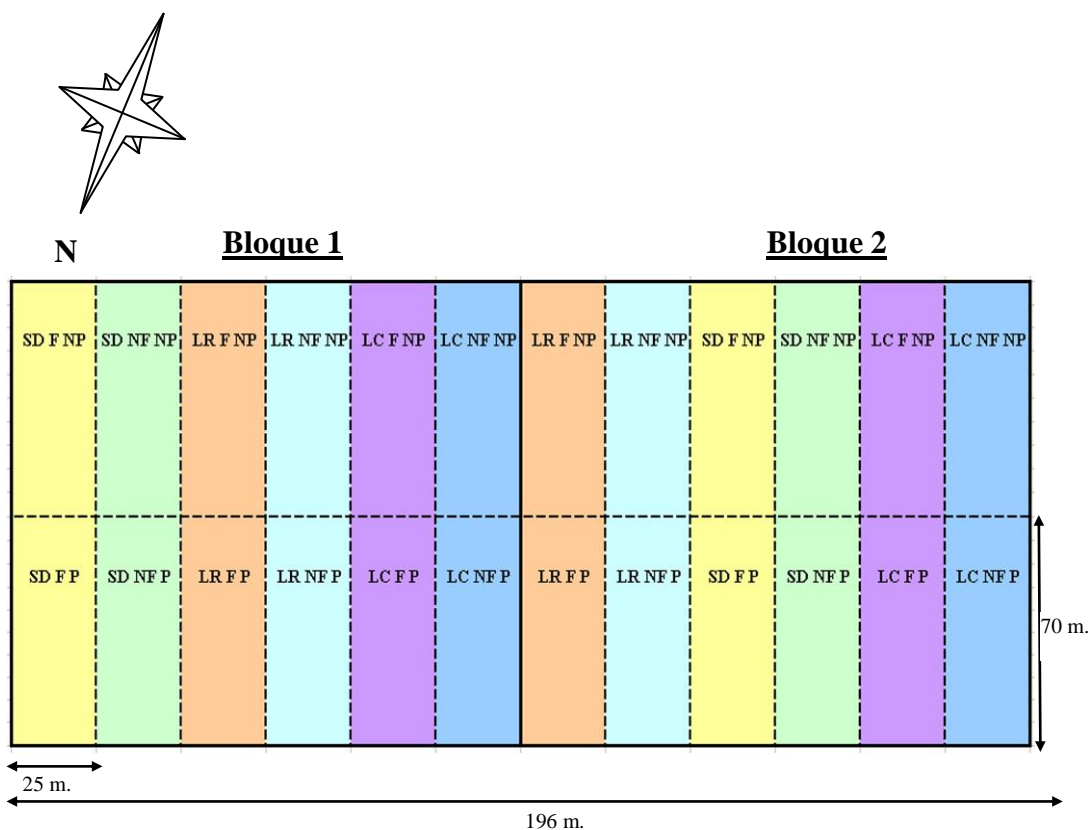 N
Bloque 1
Bloque 2
SD F NP SD NF NP LR F NP LR NF NP LC F NP LC NF NP LR F NP LR NF NP SD F NP SD NF NP LC F NP LC NF NP
SD F P SD NF P LR F P LR NF P LC F P LC NF P LR F P LR NF P SD F P SD NF P LC F P LC NF P
70 m.
25 m.
196 m.